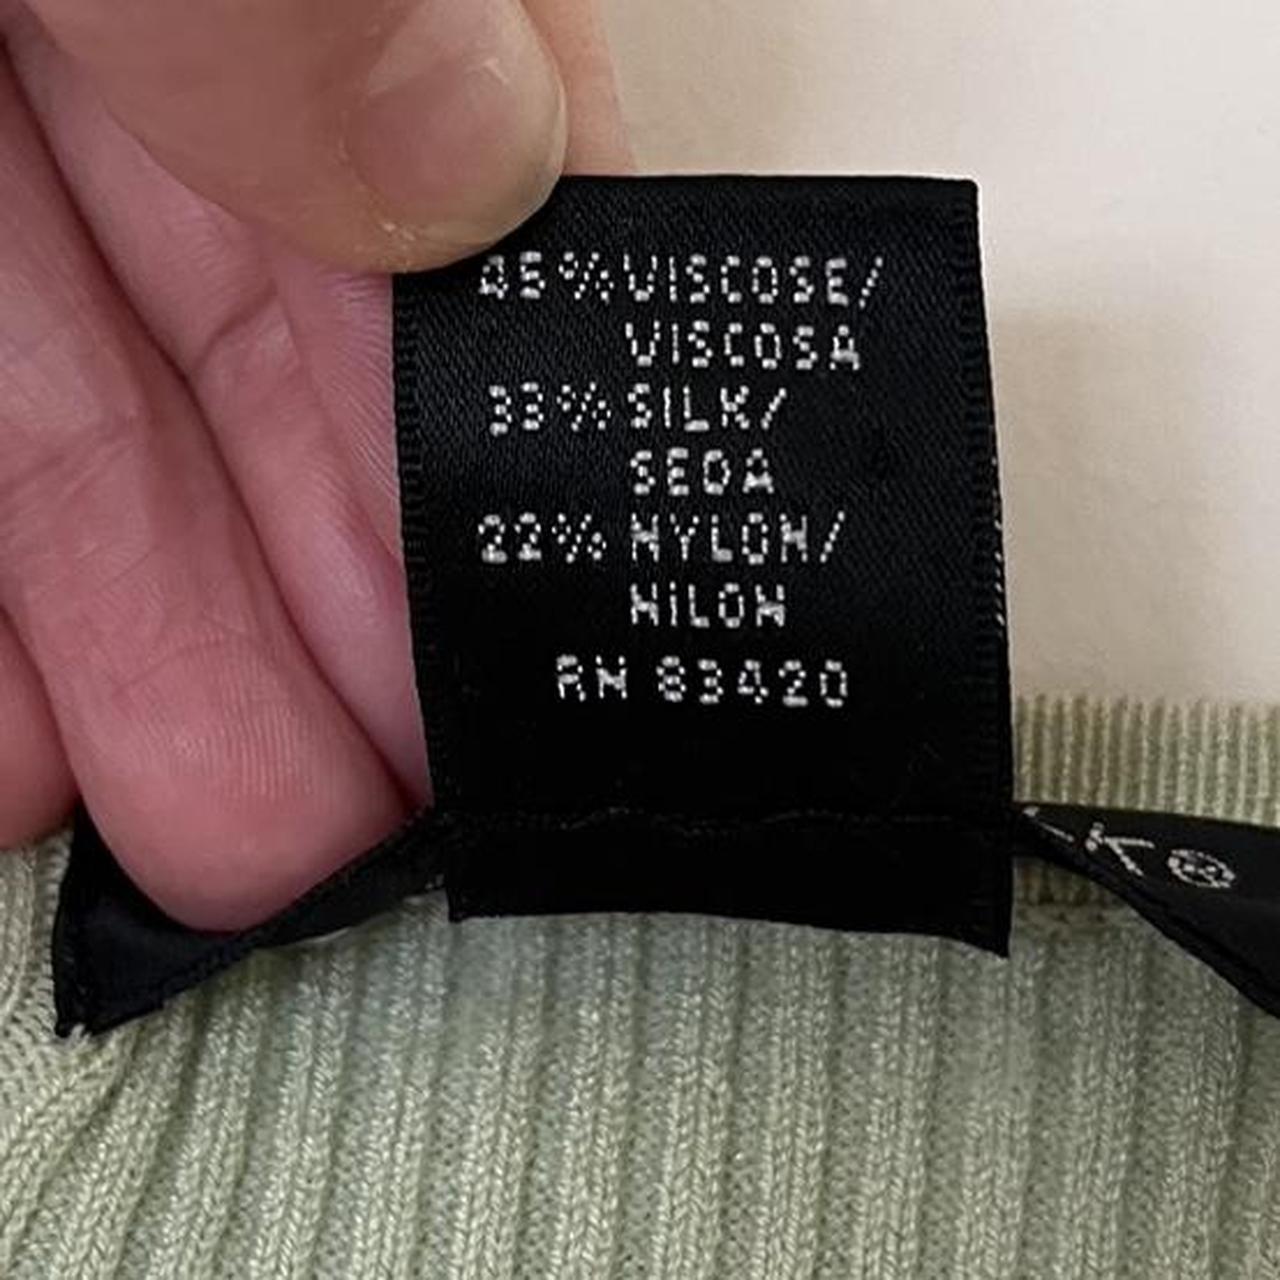 45% VISCOSE/
VISCOSA
33% SILK/
SEDA
22% NYLON/
NILON
RN 83420